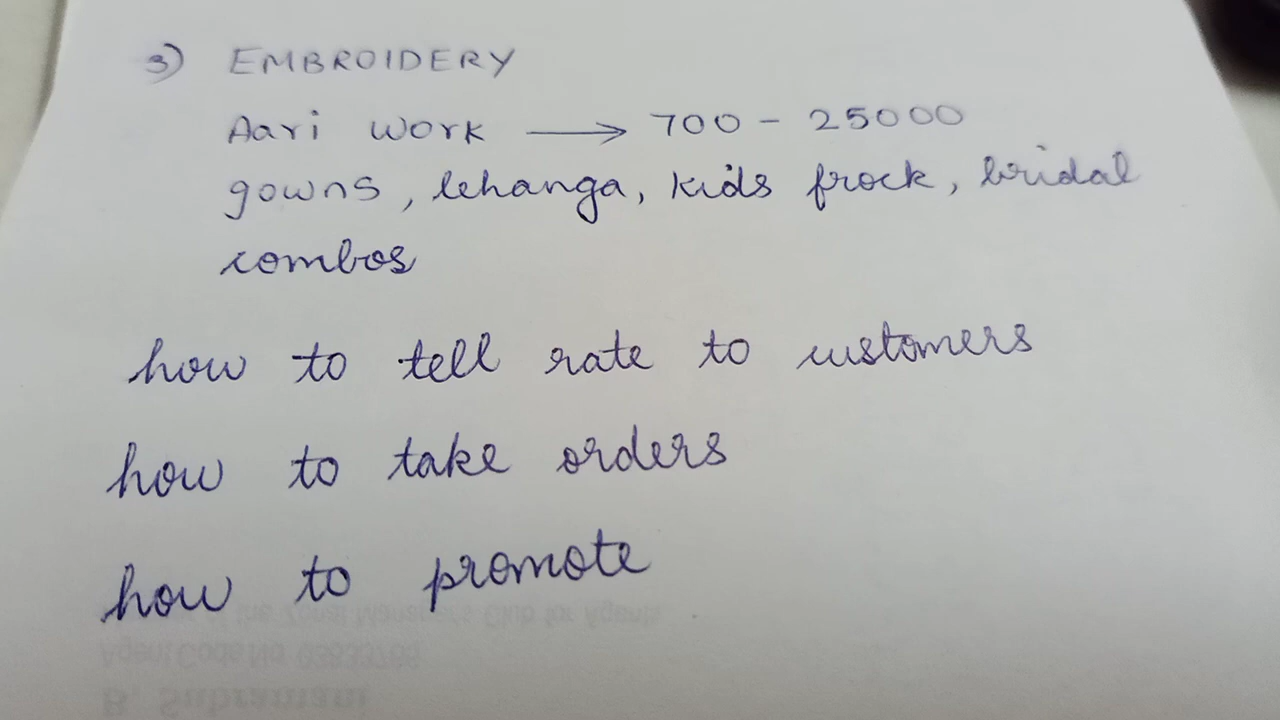 3) EMBROIDERY
Aari work → 700 - 25000
gowns, lehanga, kids frock, bridal
combos
how to tell rate to customers
how to take orders
how to promote